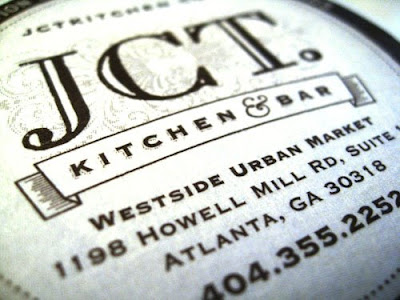 JCTKITCHEN
JCT.
KITCHEN & BAR
WESTSIDE URBAN MARKET
1198 HOWELL MILL RD, SUITE
ATLANTA, GA 30318
404.355.2252